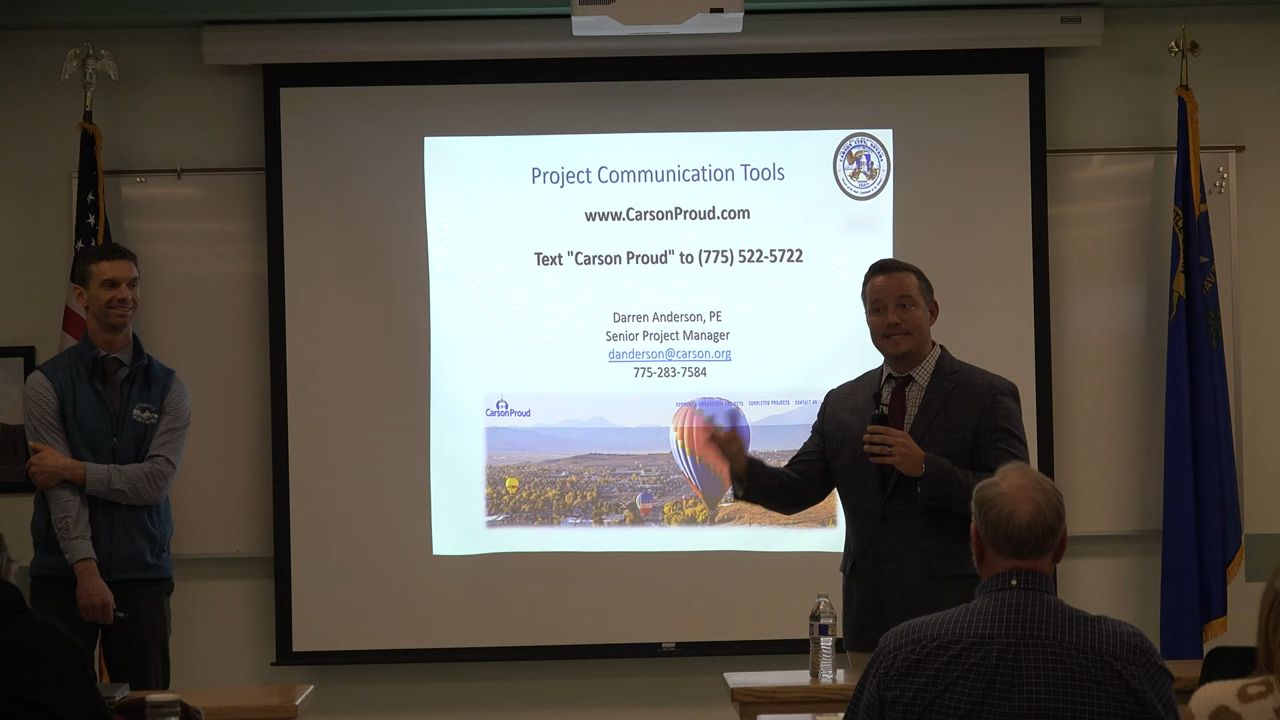 Project Communication Tools
www.CarsonProud.com
Text "Carson Proud" to (775) 522-5722
Darren Anderson, PE
Senior Project Manager
danderson@carson.org
775-283-7584
CarsonProud
COMPLETED PROJECTS CONTACT